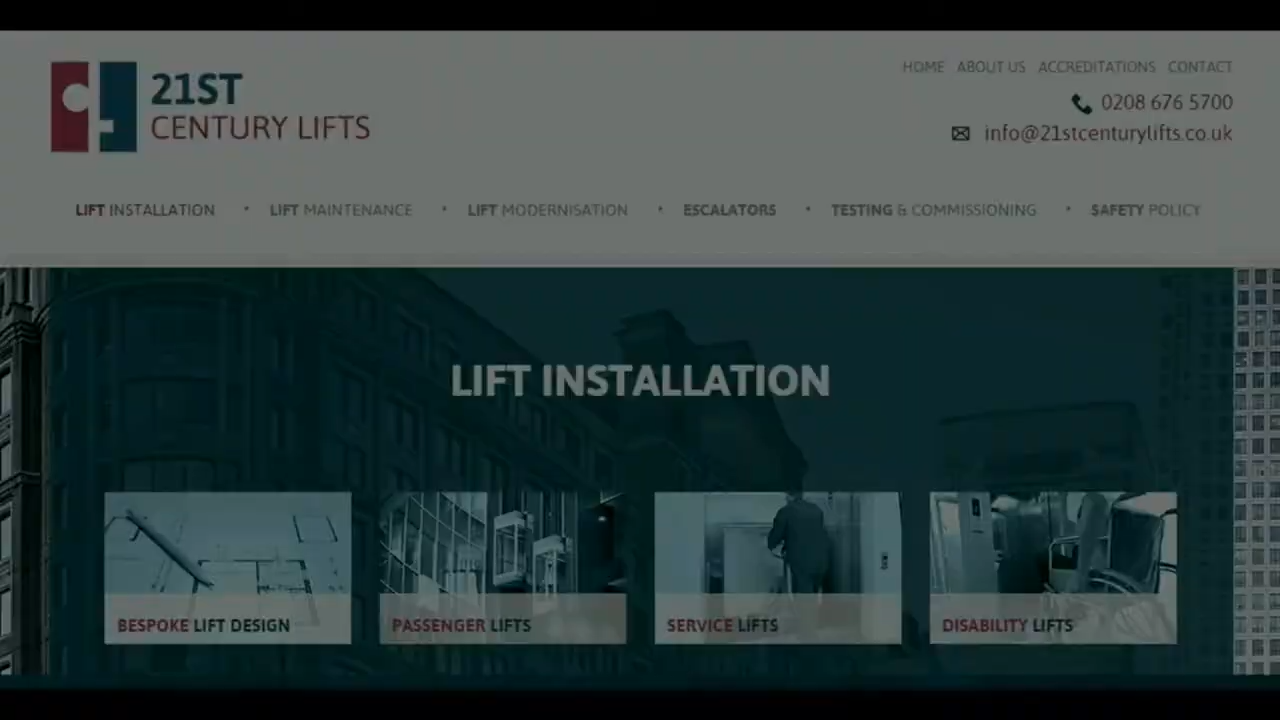 21ST
CENTURY LIFTS
HOME ABOUT US ACCREDITATIONS CONTACT
0208 676 5700
info@21stcenturylifts.co.uk
LIFT INSTALLATION • LIFT MAINTENANCE • LIFT MODERNISATION • ESCALATORS • TESTING & COMMISSIONING • SAFETY POLICY
LIFT INSTALLATION
BESPOKE LIFT DESIGN
PASSENGER LIFTS
SERVICE LIFTS
DISABILITY LIFTS